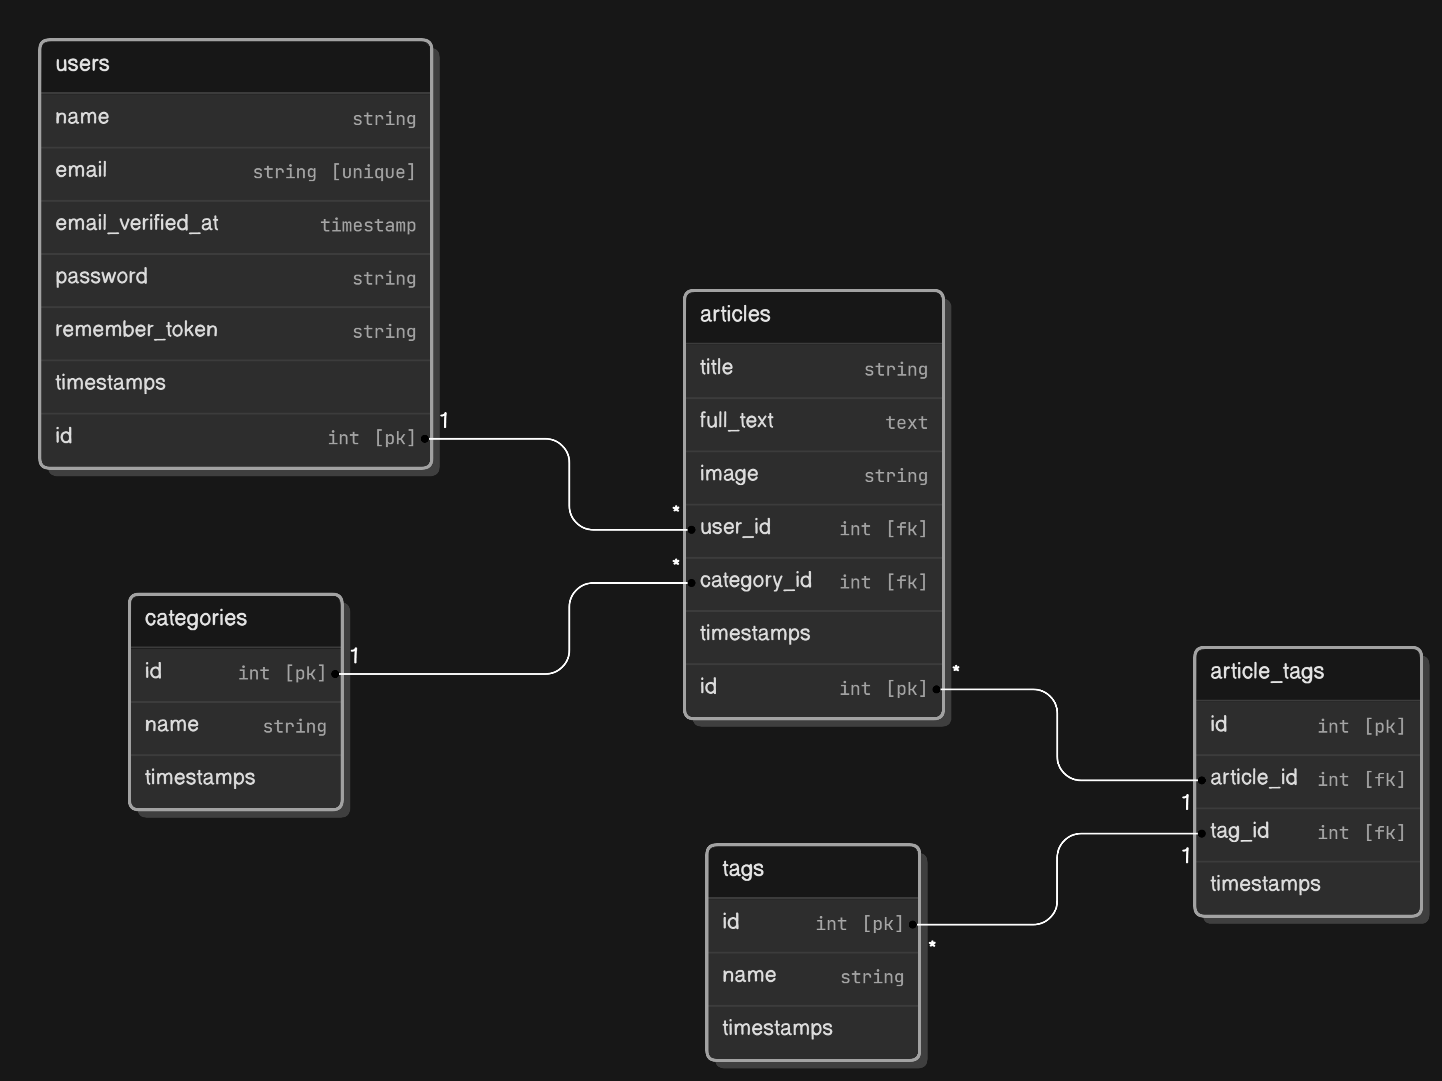 users
name string
email string [unique]
email_verified_at timestamp
password string
remember_token string
timestamps
id int [pk]
1
articles
title string
full_text text
image string
*
user_id int [fk]
*
category_id int [fk]
timestamps
id int [pk]
*
categories
id int [pk]
1
name string
timestamps
article_tags
id int [pk]
article_id int [fk]
1
tag_id int [fk]
1
timestamps
tags
id int [pk]
*
name string
timestamps